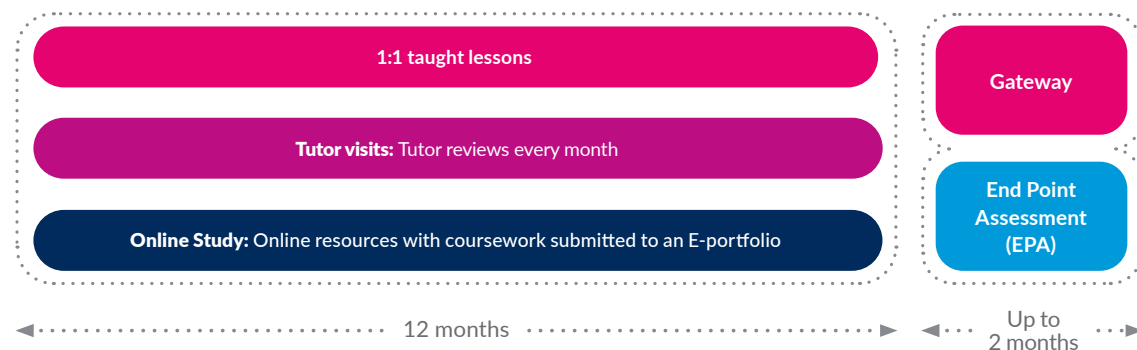 1:1 taught lessons
Tutor visits: Tutor reviews every month
Online Study: Online resources with coursework submitted to an E-portfolio
12 months
Gateway
End Point
Assessment
(EPA)
Up to
2 months